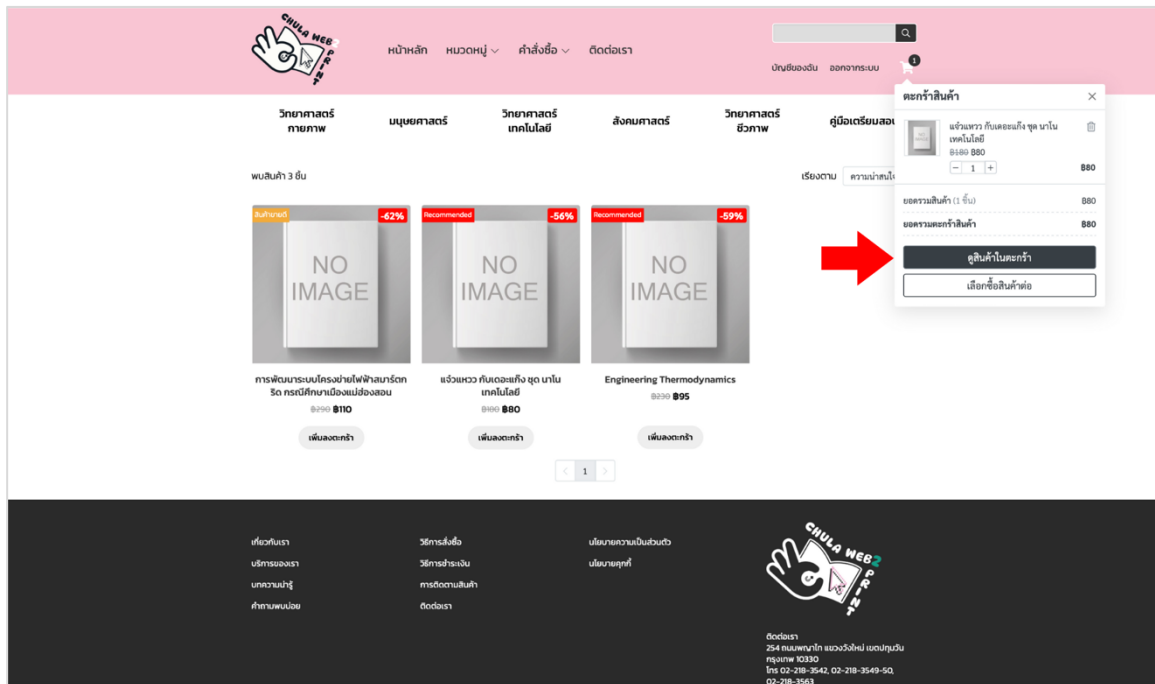 CHULA WEB2PRINT
หน้าหลัก หมวดหมู่ คำสั่งซื้อ ติดต่อเรา
บัญชีของฉัน ออกจากระบบ 1
วิทยาศาสตร์กายภาพ มนุษยศาสตร์ วิทยาศาสตร์เทคโนโลยี สังคมศาสตร์ วิทยาศาสตร์ชีวภาพ คู่มือเตรียมสอบ
ตะกร้าสินค้า
แจ๋วแหวว กับเดอะแก๊ง ชุด นาโน
เทคโนโลยี
฿180 ฿80
1 ฿80
ยอดรวมสินค้า (1 ชิ้น) ฿80
ยอดรวมตะกร้าสินค้า ฿80
ดูสินค้าในตะกร้า
เลือกซื้อสินค้าต่อ
พบสินค้า 3 ชิ้น
เรียงตาม ความน่าสนใจ
สินค้าขายดี -62%
NO
IMAGE
การพัฒนาระบบโครงข่ายไฟฟ้าสมาร์ตก
ริด กรณีศึกษาเมืองแม่ฮ่องสอน
฿290 ฿110
เพิ่มลงตะกร้า
Recommended -56%
NO
IMAGE
แจ๋วแหวว กับเดอะแก๊ง ชุด นาโน
เทคโนโลยี
฿180 ฿80
เพิ่มลงตะกร้า
Recommended -59%
NO
IMAGE
Engineering Thermodynamics
฿230 ฿95
เพิ่มลงตะกร้า
1
เกี่ยวกับเรา
บริการของเรา
บทความน่ารู้
คำถามพบบ่อย
วิธีการสั่งซื้อ
วิธีการชำระเงิน
การติดตามสินค้า
ติดต่อเรา
นโยบายความเป็นส่วนตัว
นโยบายคุกกี้
CHULA WEB2PRINT
ติดต่อเรา
254 ถนนพญาไท แขวงวังใหม่ เขตปทุมวัน
กรุงเทพ 10330
โทร 02-218-3542, 02-218-3549-50,
02-218-3563